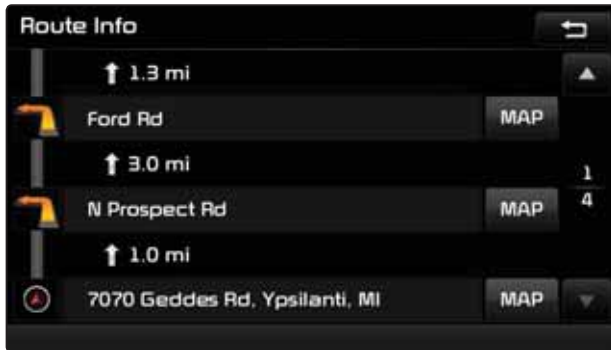 Route Info
1.3 mi
Ford Rd MAP
3.0 mi
1
4
N Prospect Rd MAP
1.0 mi
7070 Geddes Rd, Ypsilanti, MI MAP